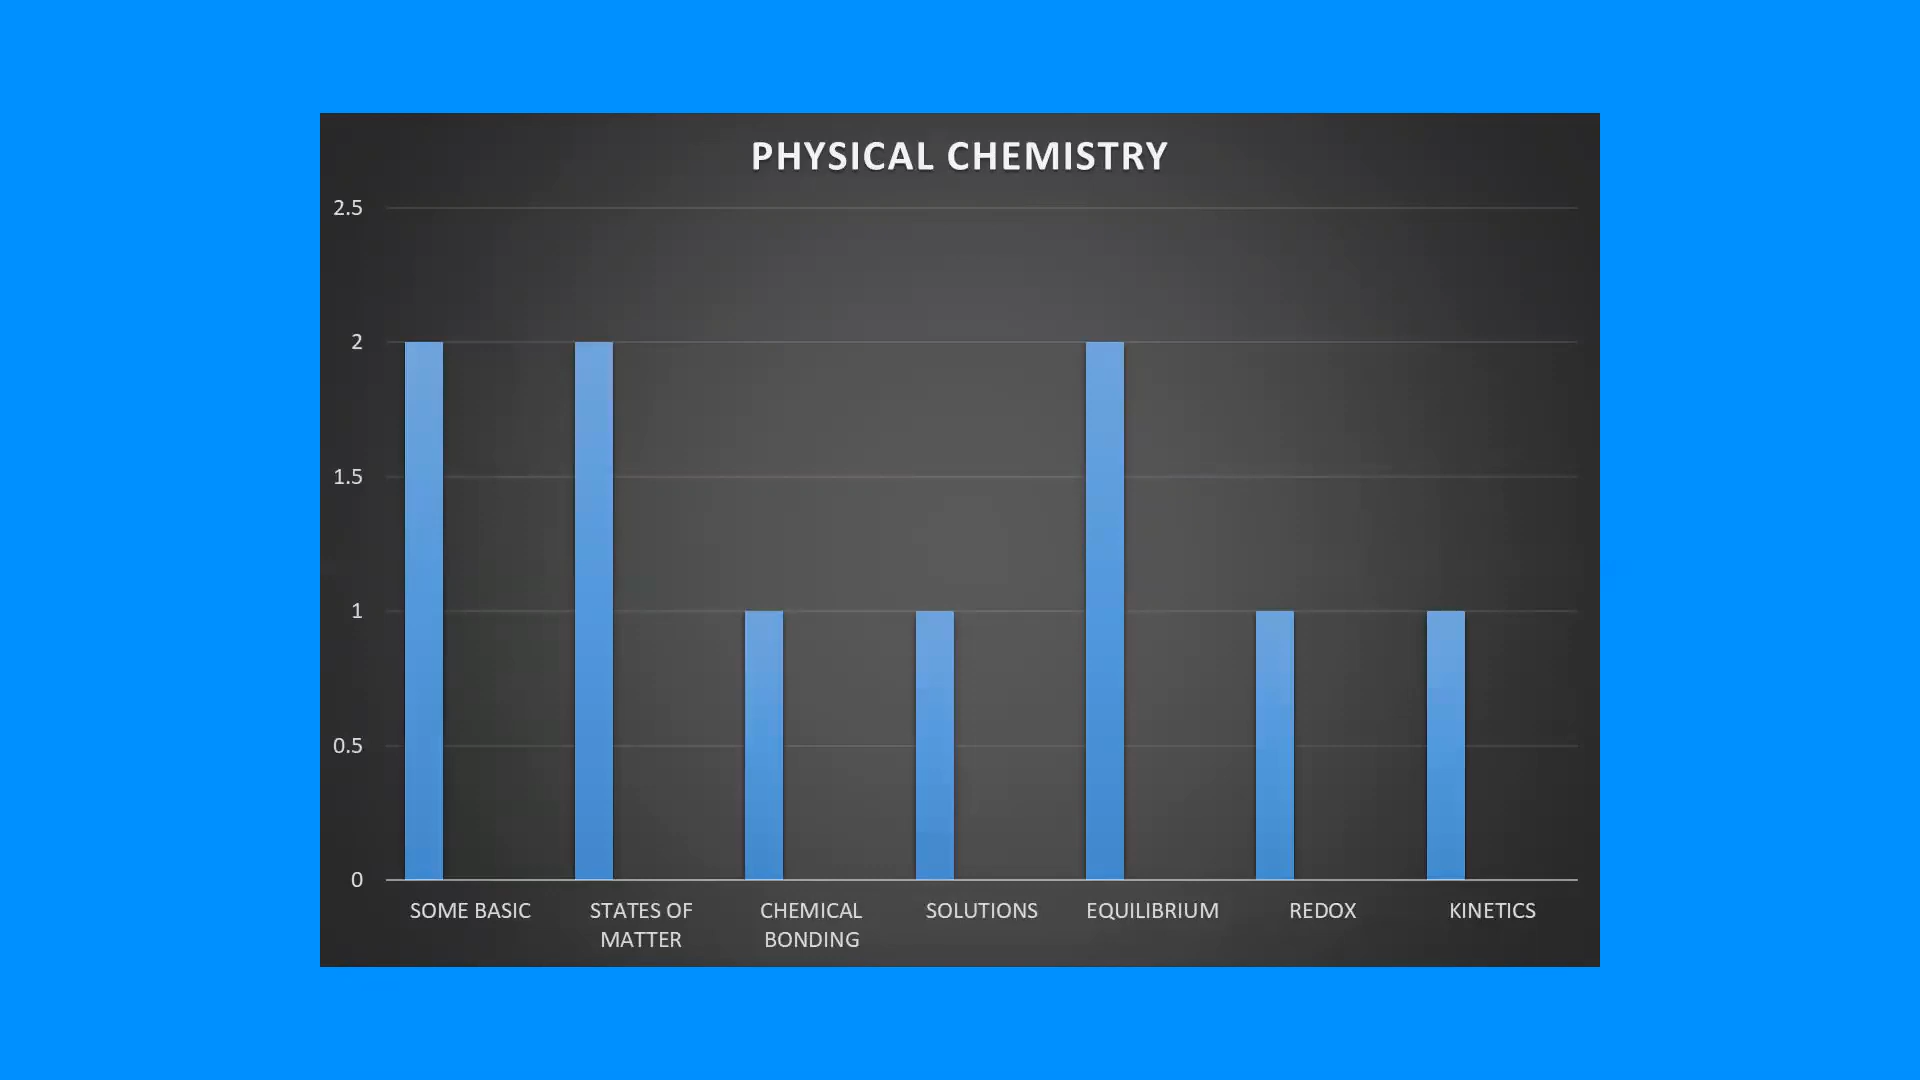 PHYSICAL CHEMISTRY
2.5
2
1.5
1
0.5
0
SOME BASIC
STATES OF
MATTER
CHEMICAL
BONDING
SOLUTIONS
EQUILIBRIUM
REDOX
KINETICS